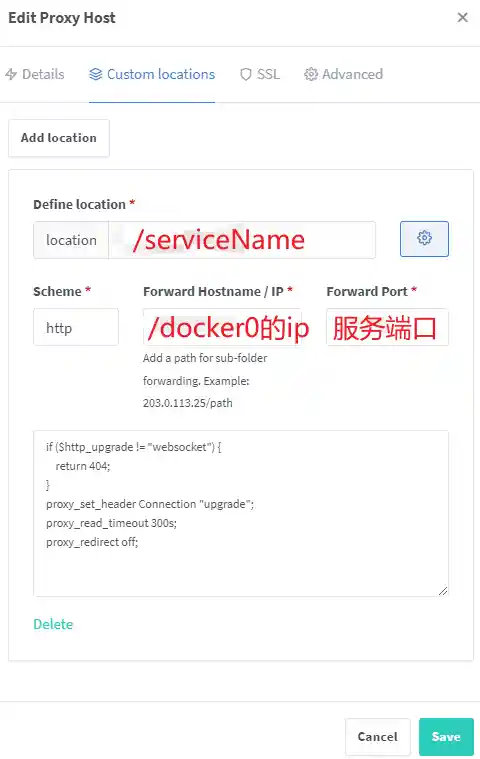 Edit Proxy Host
Details Custom locations SSL Advanced
Add location
Define location *
location /serviceName
Scheme * Forward Hostname / IP * Forward Port *
http /docker0的ip 服务端口
Add a path for sub-folder
forwarding. Example:
203.0.113.25/path
if ($http_upgrade != "websocket") {
return 404;
}
proxy_set_header Connection "upgrade";
proxy_read_timeout 300s;
proxy_redirect off;
Delete
Cancel Save